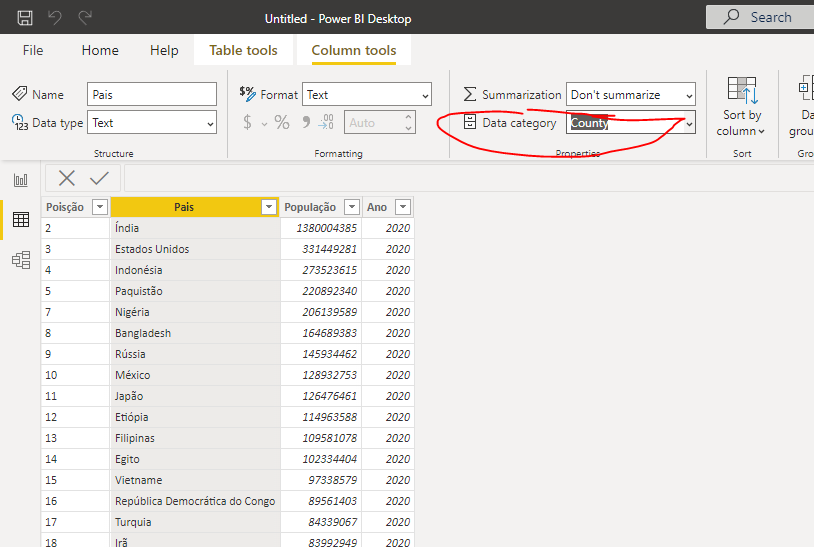 Untitled - Power BI Desktop
Search
File Home Help Table tools Column tools
Name Pais
Data type Text
Structure
$% Format Text
$ % 9 .00 →.0 Auto
Formatting
Summarization Don't summarize
Data category County
Properties
Sort by
column
Sort
Da
grou
Gro
Poisção Pais População Ano
2 Índia 1380004385 2020
3 Estados Unidos 331449281 2020
4 Indonésia 273523615 2020
5 Paquistão 220892340 2020
7 Nigéria 206139589 2020
8 Bangladesh 164689383 2020
9 Rússia 145934462 2020
10 México 128932753 2020
11 Japão 126476461 2020
12 Etiópia 114963588 2020
13 Filipinas 109581078 2020
14 Egito 102334404 2020
15 Vietname 97338579 2020
16 República Democrática do Congo 89561403 2020
17 Turquia 84339067 2020
18 Irã 83992949 2020